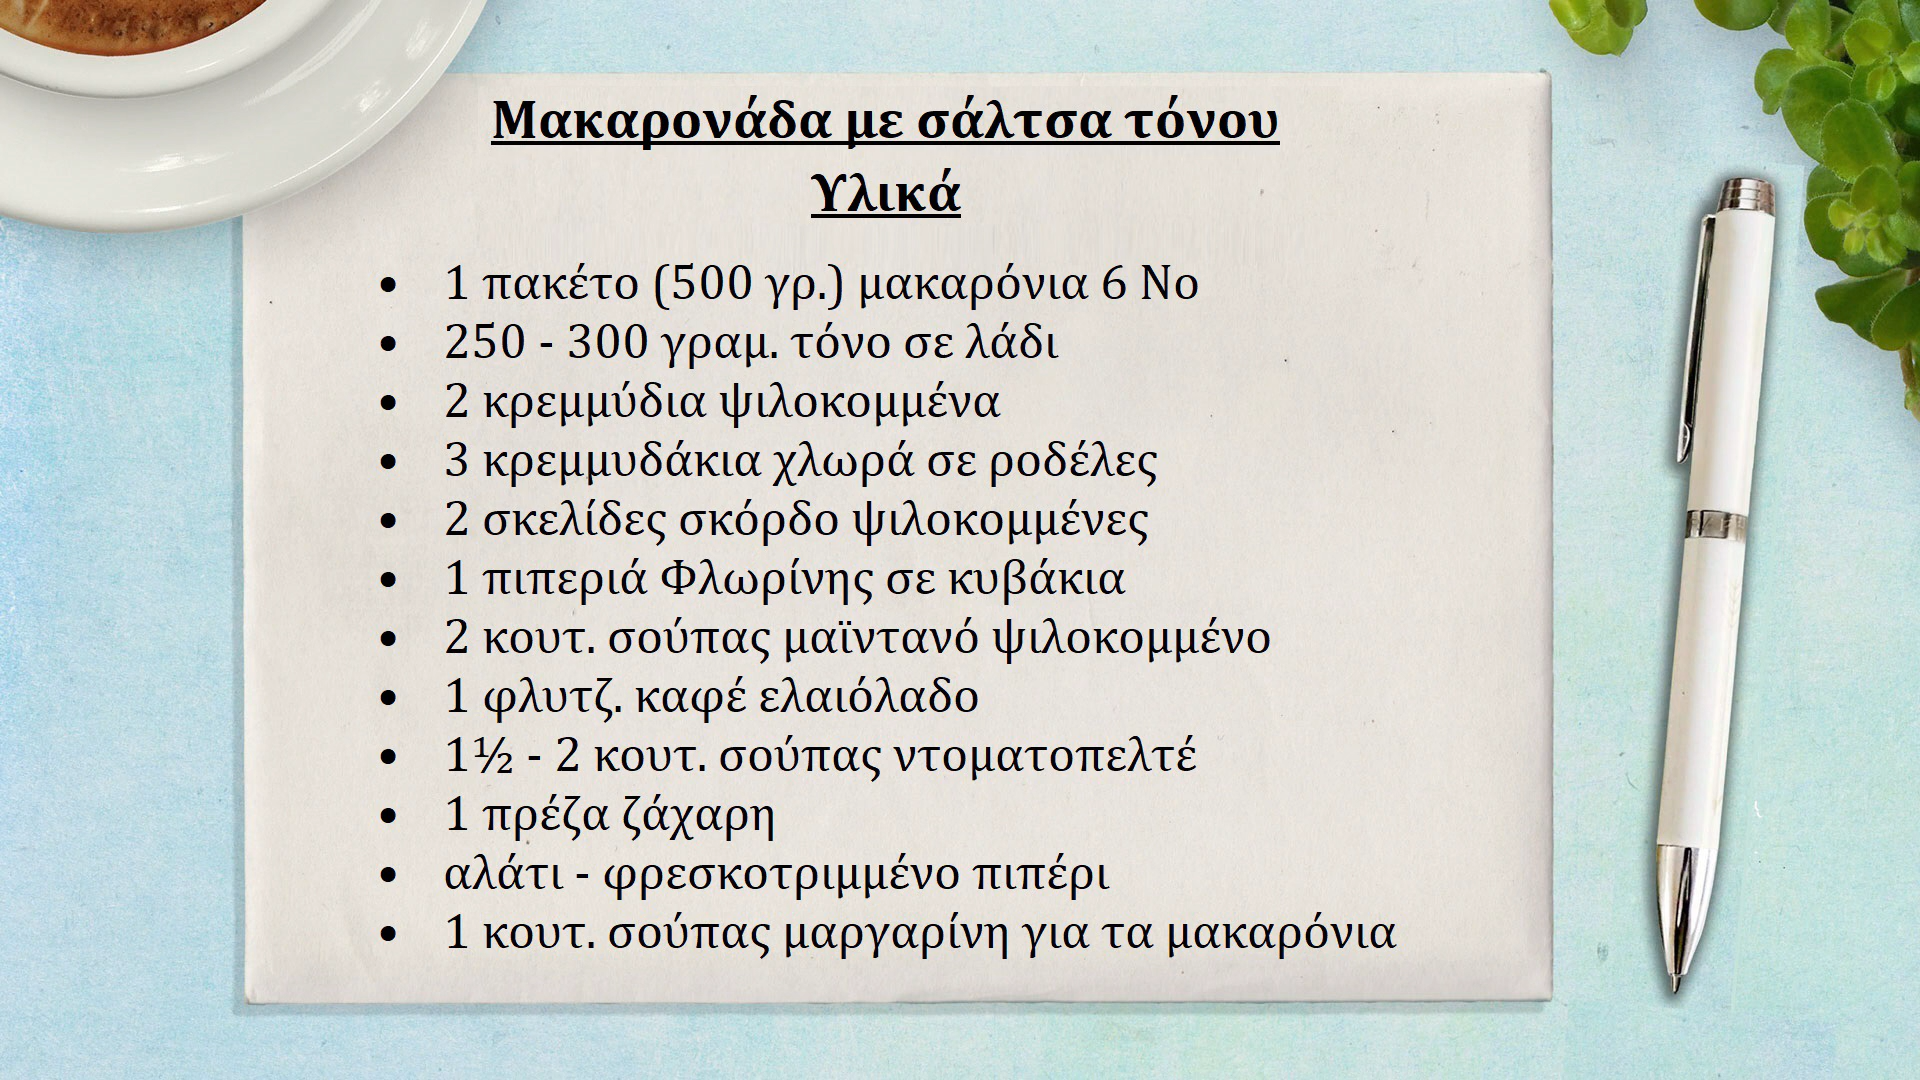 Μακαρονάδα με σάλτσα τόνου
Υλικά
• 1 πακέτο (500 γρ.) μακαρόνια 6 Νο
• 250 - 300 γραμ. τόνο σε λάδι
• 2 κρεμμύδια ψιλοκομμένα
• 3 κρεμμυδάκια χλωρά σε ροδέλες
• 2 σκελίδες σκόρδο ψιλοκομμένες
• 1 πιπεριά Φλωρίνης σε κυβάκια
• 2 κουτ. σούπας μαϊντανό ψιλοκομμένο
• 1 φλυτζ. καφέ ελαιόλαδο
• 1½ - 2 κουτ. σούπας ντοματοπελτέ
• 1 πρέζα ζάχαρη
• αλάτι - φρεσκοτριμμένο πιπέρι
• 1 κουτ. σούπας μαργαρίνη για τα μακαρόνια